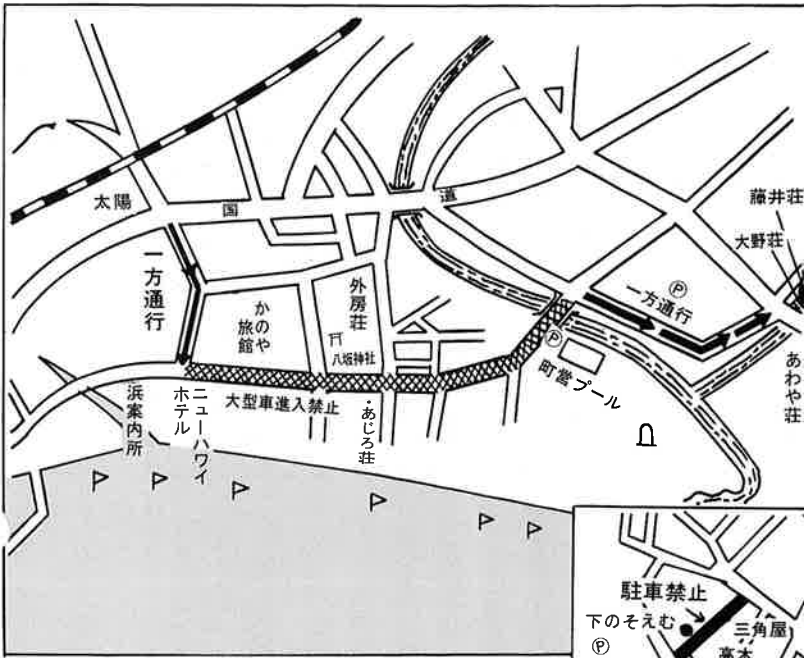 太陽
国
道
藤井荘
大野荘
一方通行
Ⓟ
一方通行
外房荘
かのや
旅館
八坂神社
Ⓟ
町営プール
あわや荘
大型車進入禁止
浜案内所
ニューハワイ
ホテル
・あじろ荘
駐車禁止
下のそえむ
三角屋
Ⓟ
高木